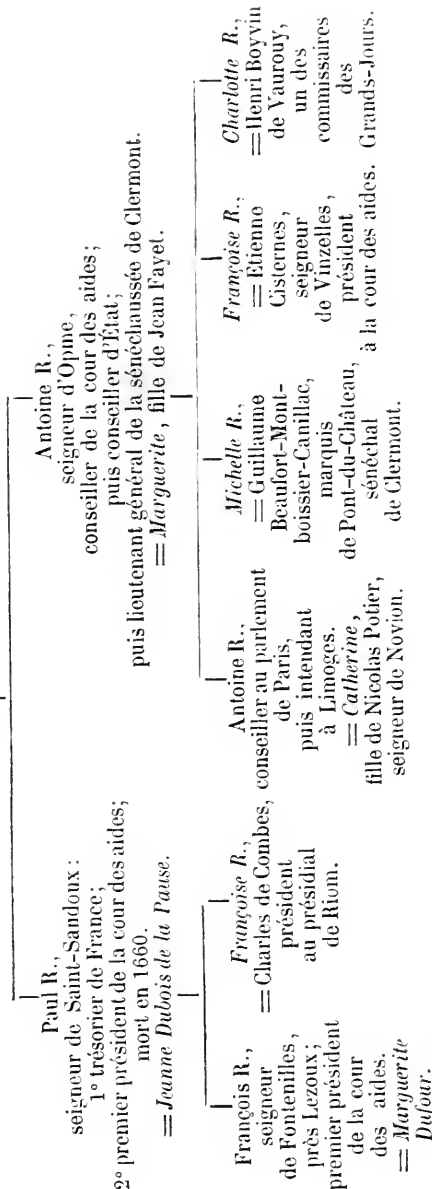 Paul R.,
seigneur de Saint-Sandoux :
1° trésorier de France ;
2° premier président de la cour des aides ;
mort en 1660.
= Jeanne Dubois de la Pause.
Antoine R.,
seigneur d'Opme,
conseiller de la cour des aides ;
puis conseiller d'État ;
puis lieutenant général de la sénéchaussée de Clermont.
= Marguerite, fille de Jean Fayet.
François R.,
seigneur
de Fontenilles,
près Lezoux ;
premier président
de la cour
des aides.
= Marguerite
Dufour.
Françoise R.,
= Charles de Combes,
président
au présidial
de Riom.
Antoine R.,
conseiller au parlement
de Paris,
puis intendant
à Limoges.
= Catherine,
fille de Nicolas Potier,
seigneur de Novion.
Michelle R.,
= Guillaume
Beaufort-Mont-
boissier-Canillac,
marquis
de Pont-du-Château,
sénéchal
de Clermont.
Françoise R.,
= Etienne
Cisternes,
seigneur
de Vinzelles,
président
à la cour des aides.
Charlotte R.,
= Henri Boyvin
de Vaurouy,
un des
commissaires
des
Grands-Jours.